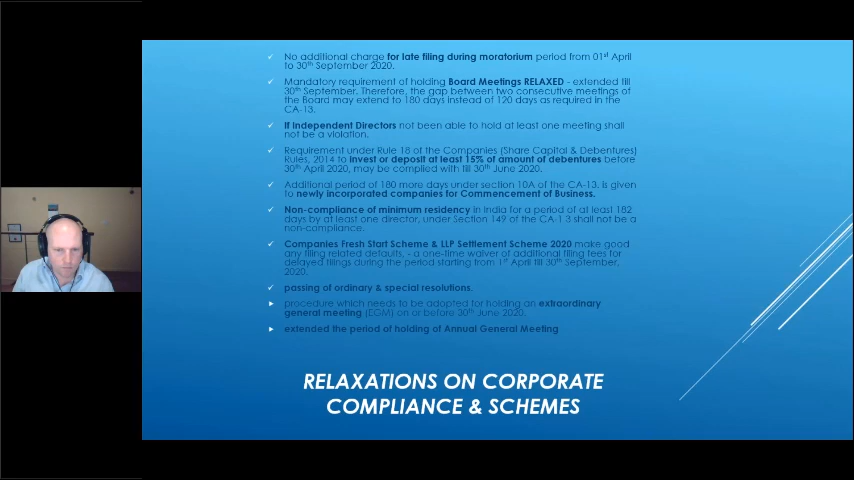 No additional charge for late filing during moratorium period from 01st April
to 30th September 2020.
Mandatory requirement of holding Board Meetings RELAXED - extended till
30th September. Therefore, the gap between two consecutive meetings of
the Board may extend to 180 days instead of 120 days as required in the
CA-13.
If Independent Directors not been able to hold at least one meeting shall
not be a violation.
Requirement under Rule 18 of the Companies (Share Capital & Debentures)
Rules, 2014 to invest or deposit at least 15% of amount of debentures before
30th April 2020, may be complied with till 30th June 2020.
Additional period of 180 more days under section 10A of the CA-13. is given
to newly incorporated companies for Commencement of Business.
Non-compliance of minimum residency in India for a period of at least 182
days by at least one director, under Section 149 of the CA-1 3 shall not be a
non-compliance.
Companies Fresh Start Scheme & LLP Settlement Scheme 2020 make good
any filing related defaults, - a one-time waiver of additional filing fees for
delayed filings during the period starting from 1st April till 30th September,
2020.
passing of ordinary & special resolutions.
procedure which needs to be adopted for holding an extraordinary
general meeting (EGM) on or before 30th June 2020.
extended the period of holding of Annual General Meeting
RELAXATIONS ON CORPORATE
COMPLIANCE & SCHEMES